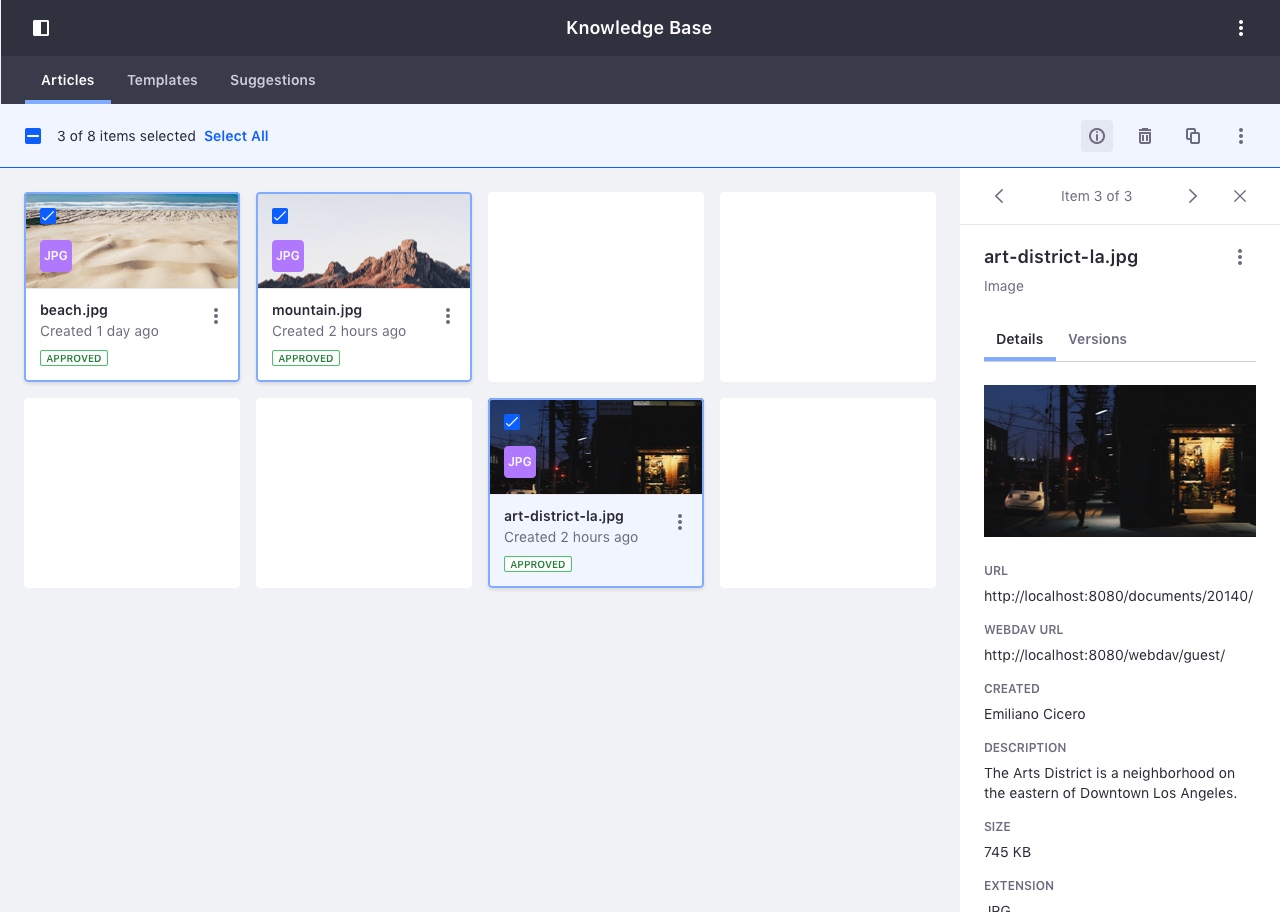 Knowledge Base
Articles Templates Suggestions
3 of 8 items selected Select All
JPG
beach.jpg
Created 1 day ago
APPROVED
JPG
mountain.jpg
Created 2 hours ago
APPROVED
JPG
art-district-la.jpg
Created 2 hours ago
APPROVED
Item 3 of 3
art-district-la.jpg
Image
Details Versions
URL
http://localhost:8080/documents/20140/
WEBDAV URL
http://localhost:8080/webdav/guest/
CREATED
Emiliano Cicero
DESCRIPTION
The Arts District is a neighborhood on
the eastern of Downtown Los Angeles.
SIZE
745 KB
EXTENSION
JPG